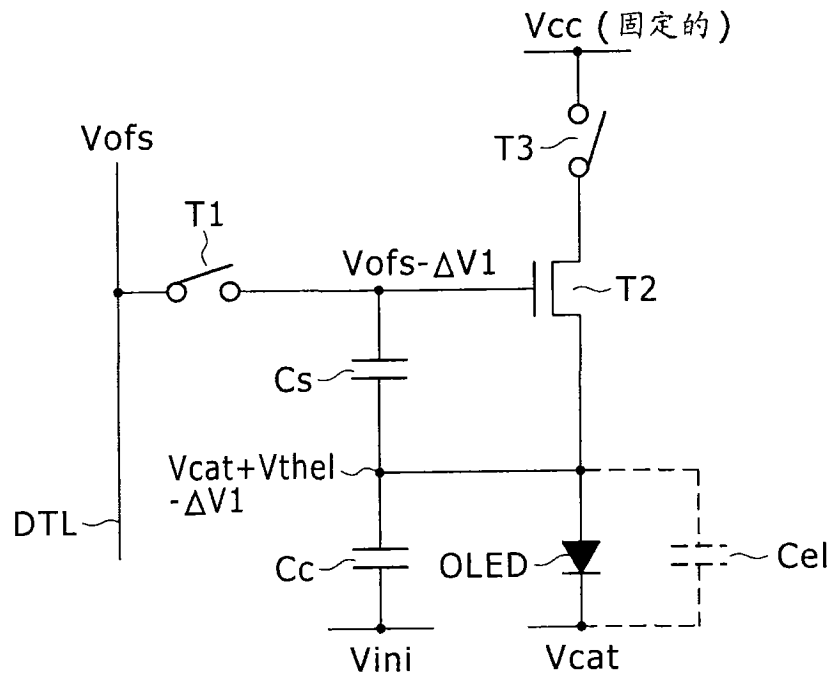 Vcc (固定的)
Vofs
T3
T1
Vofs-ΔV1
T2
Cs
Vcat+Vthel
-ΔV1
DTL
Cc
OLED
Cel
Vini
Vcat